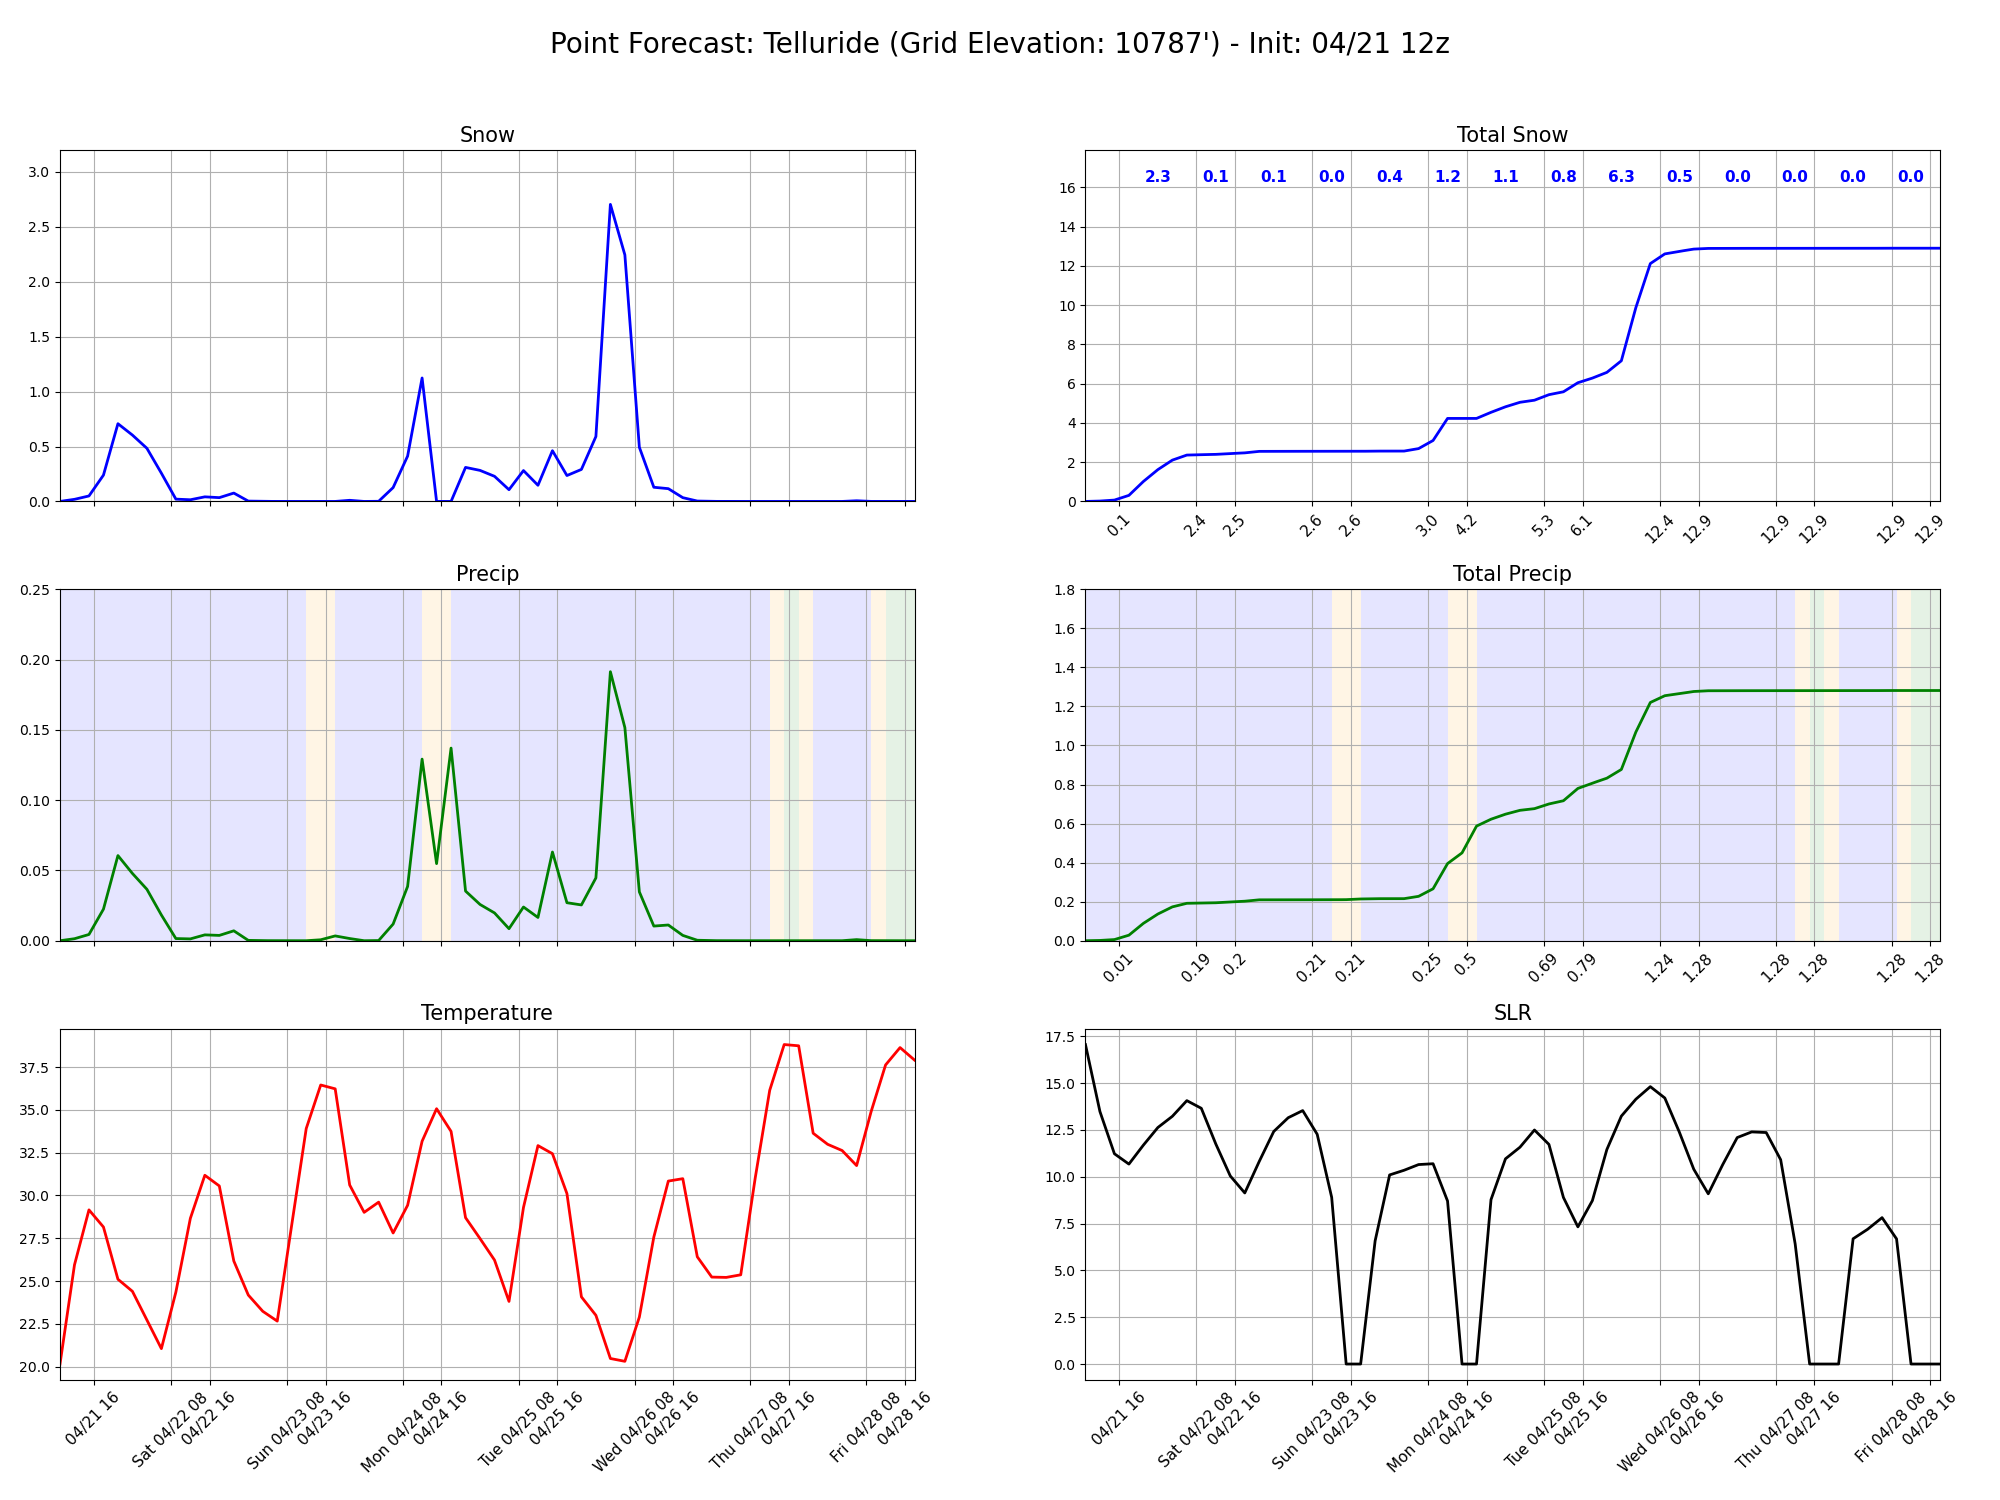 Point Forecast: Telluride (Grid Elevation: 10787') - Init: 04/21 12z
Snow
3.0
2.5
2.0
1.5
1.0
0.5
0.0
Total Snow
2.3 0.1 0.1 0.0 0.4 1.2 1.1 0.8 6.3 0.5 0.0 0.0 0.0 0.0
16
14
12
10
8
6
4
2
0
0.1 2.4 2.5 2.6 2.6 3.0 4.2 5.3 6.1 12.4 12.9 12.9 12.9 12.9 12.9
Precip
0.25
0.20
0.15
0.10
0.05
0.00
Total Precip
1.8
1.6
1.4
1.2
1.0
0.8
0.6
0.4
0.2
0.0
0.01 0.19 0.2 0.21 0.21 0.25 0.5 0.69 0.79 1.24 1.28 1.28 1.28 1.28 1.28
Temperature
37.5
35.0
32.5
30.0
27.5
25.0
22.5
20.0
04/21 16
Sat 04/22 08
04/22 16
Sun 04/23 08
04/23 16
Mon 04/24 08
04/24 16
Tue 04/25 08
04/25 16
Wed 04/26 08
04/26 16
Thu 04/27 08
04/27 16
Fri 04/28 08
04/28 16
SLR
17.5
15.0
12.5
10.0
7.5
5.0
2.5
0.0
04/21 16
Sat 04/22 08
04/22 16
Sun 04/23 08
04/23 16
Mon 04/24 08
04/24 16
Tue 04/25 08
04/25 16
Wed 04/26 08
04/26 16
Thu 04/27 08
04/27 16
Fri 04/28 08
04/28 16